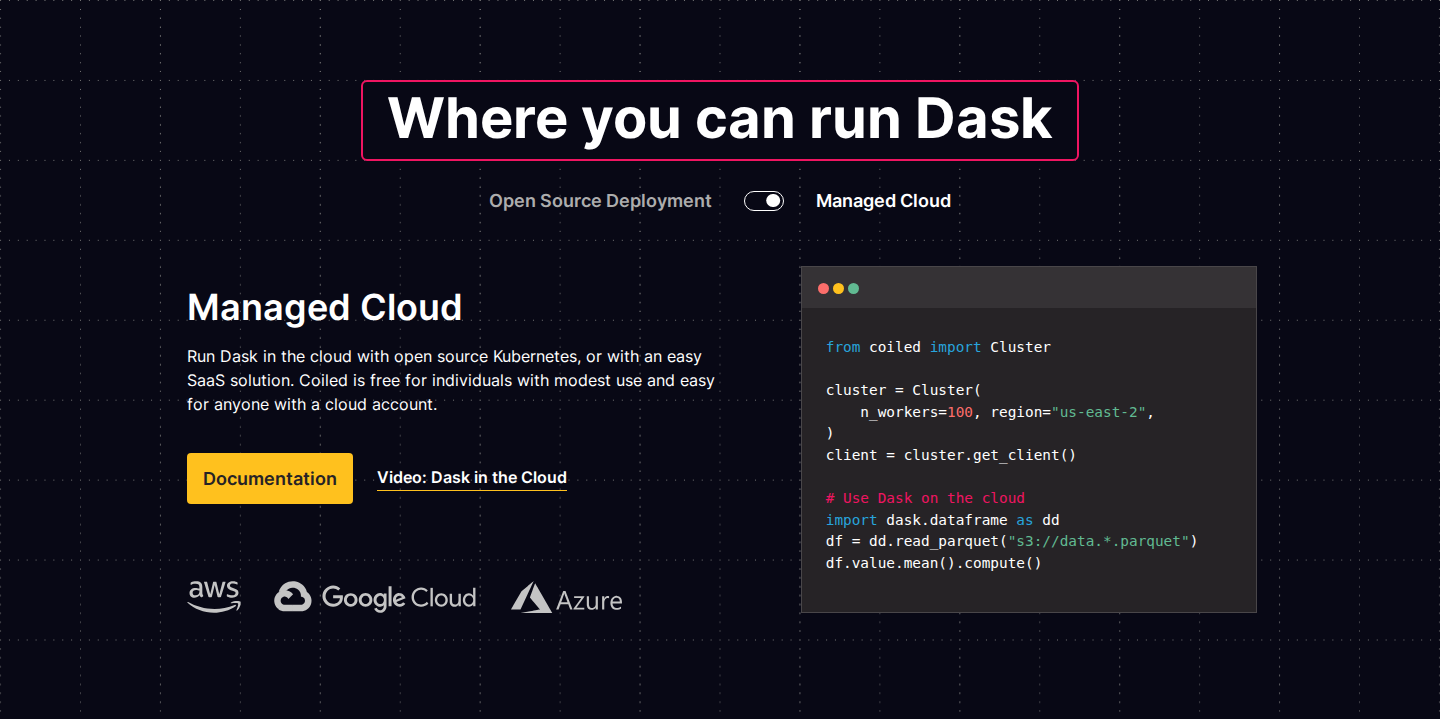 Where you can run Dask
Open Source Deployment
Managed Cloud
Managed Cloud
Run Dask in the cloud with open source Kubernetes, or with an easy
SaaS solution. Coiled is free for individuals with modest use and easy
for anyone with a cloud account.
Documentation
Video: Dask in the Cloud
aws
Google Cloud
Azure
from coiled import Cluster
cluster = Cluster(
    n_workers=100, region="us-east-2",
)
client = cluster.get_client()
# Use Dask on the cloud
import dask.dataframe as dd
df = dd.read_parquet("s3://data.*.parquet")
df.value.mean().compute()